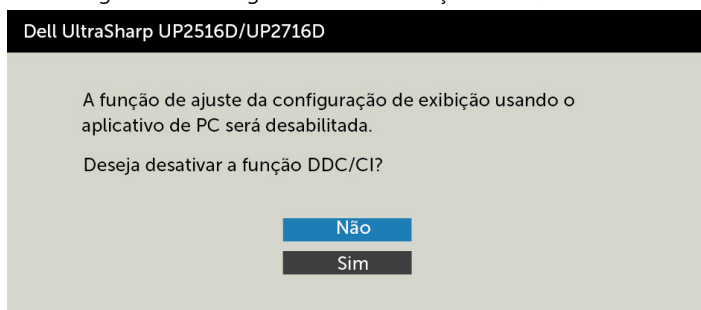 Dell UltraSharp UP2516D/UP2716D
A função de ajuste da configuração de exibição usando o
aplicativo de PC será desabilitada.
Deseja desativar a função DDC/CI?
Não
Sim